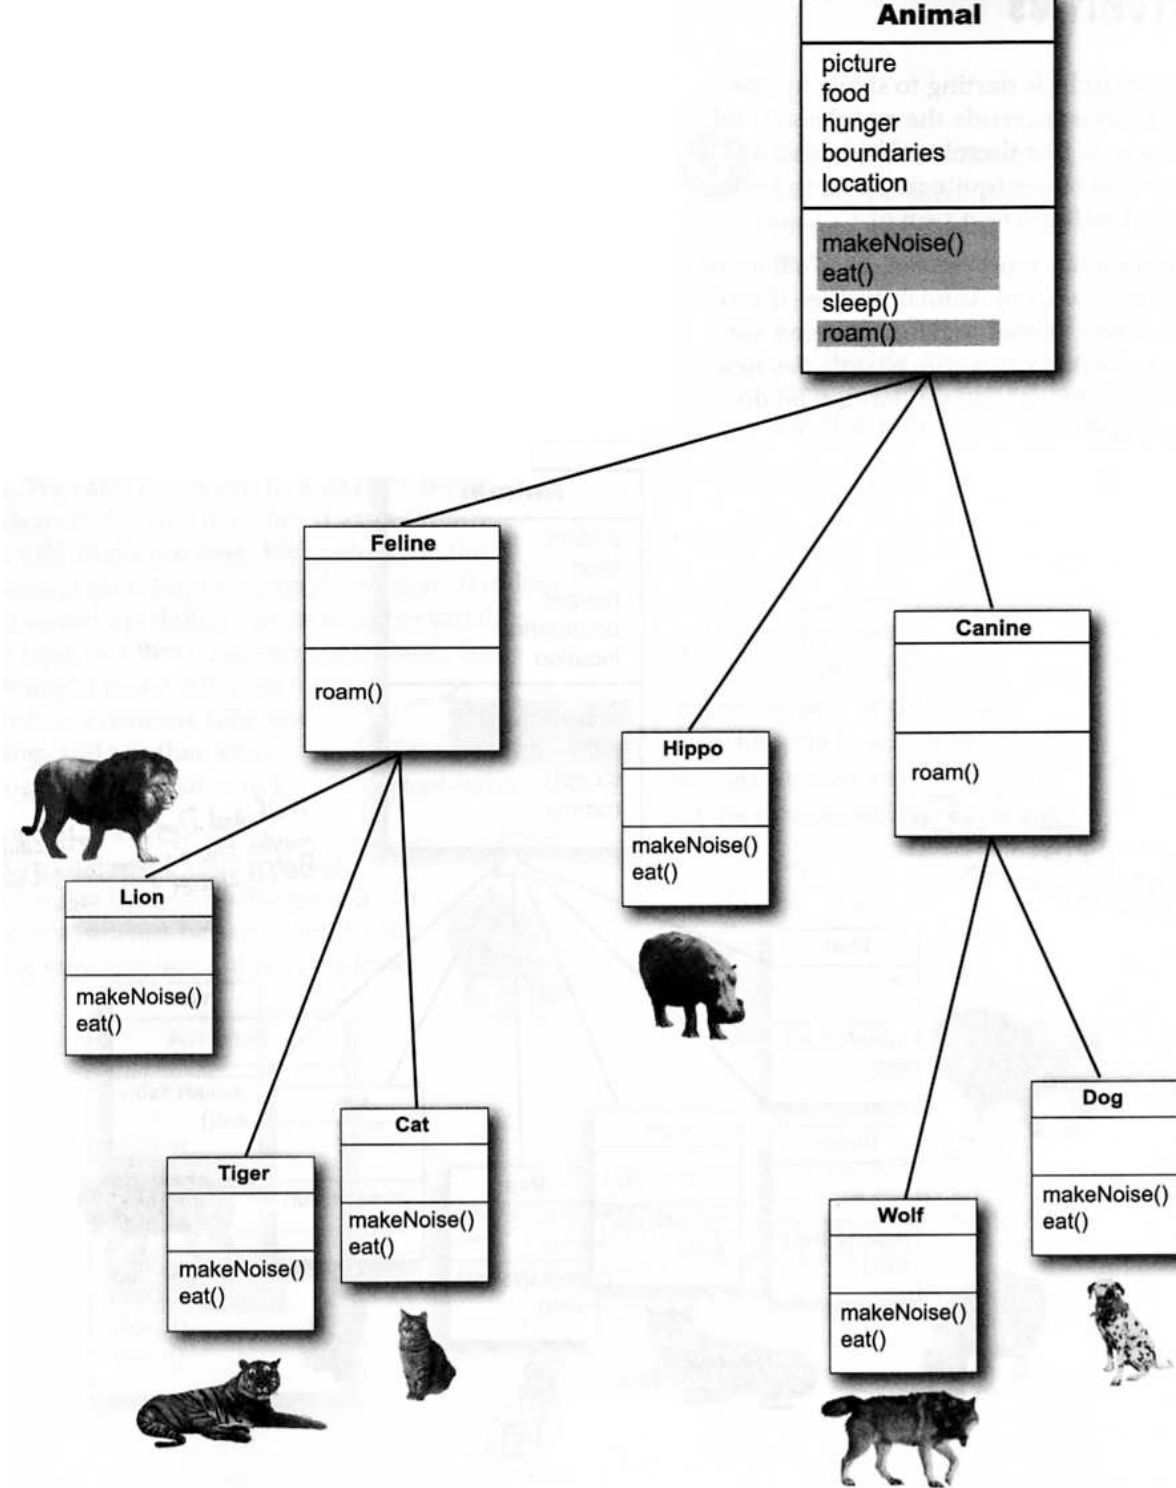 Animal
picture
food
hunger
boundaries
location
makeNoise()
eat()
sleep()
roam()
Feline
roam()
Hippo
makeNoise()
eat()
Canine
roam()
Lion
makeNoise()
eat()
Tiger
makeNoise()
eat()
Cat
makeNoise()
eat()
Wolf
makeNoise()
eat()
Dog
makeNoise()
eat()